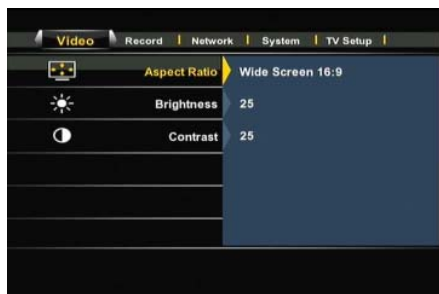 Video Record Network System TV Setup
Aspect Ratio Wide Screen 16:9
Brightness 25
Contrast 25